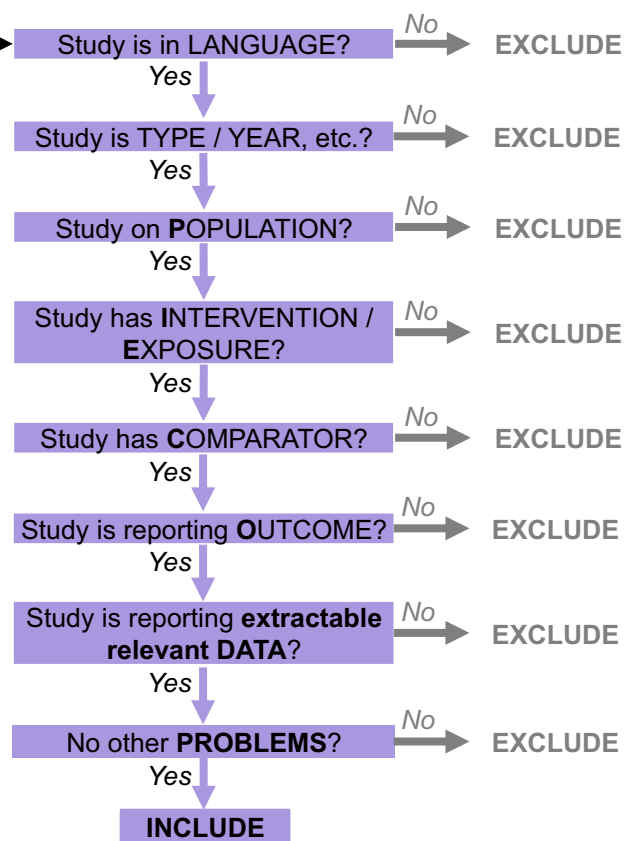 Study is in LANGUAGE?
No
EXCLUDE
Yes
Study is TYPE / YEAR, etc.?
No
EXCLUDE
Yes
Study on POPULATION?
No
EXCLUDE
Yes
Study has INTERVENTION /
EXPOSURE?
No
EXCLUDE
Yes
Study has COMPARATOR?
No
EXCLUDE
Yes
Study is reporting OUTCOME?
No
EXCLUDE
Yes
Study is reporting extractable
relevant DATA?
No
EXCLUDE
Yes
No other PROBLEMS?
No
EXCLUDE
Yes
INCLUDE